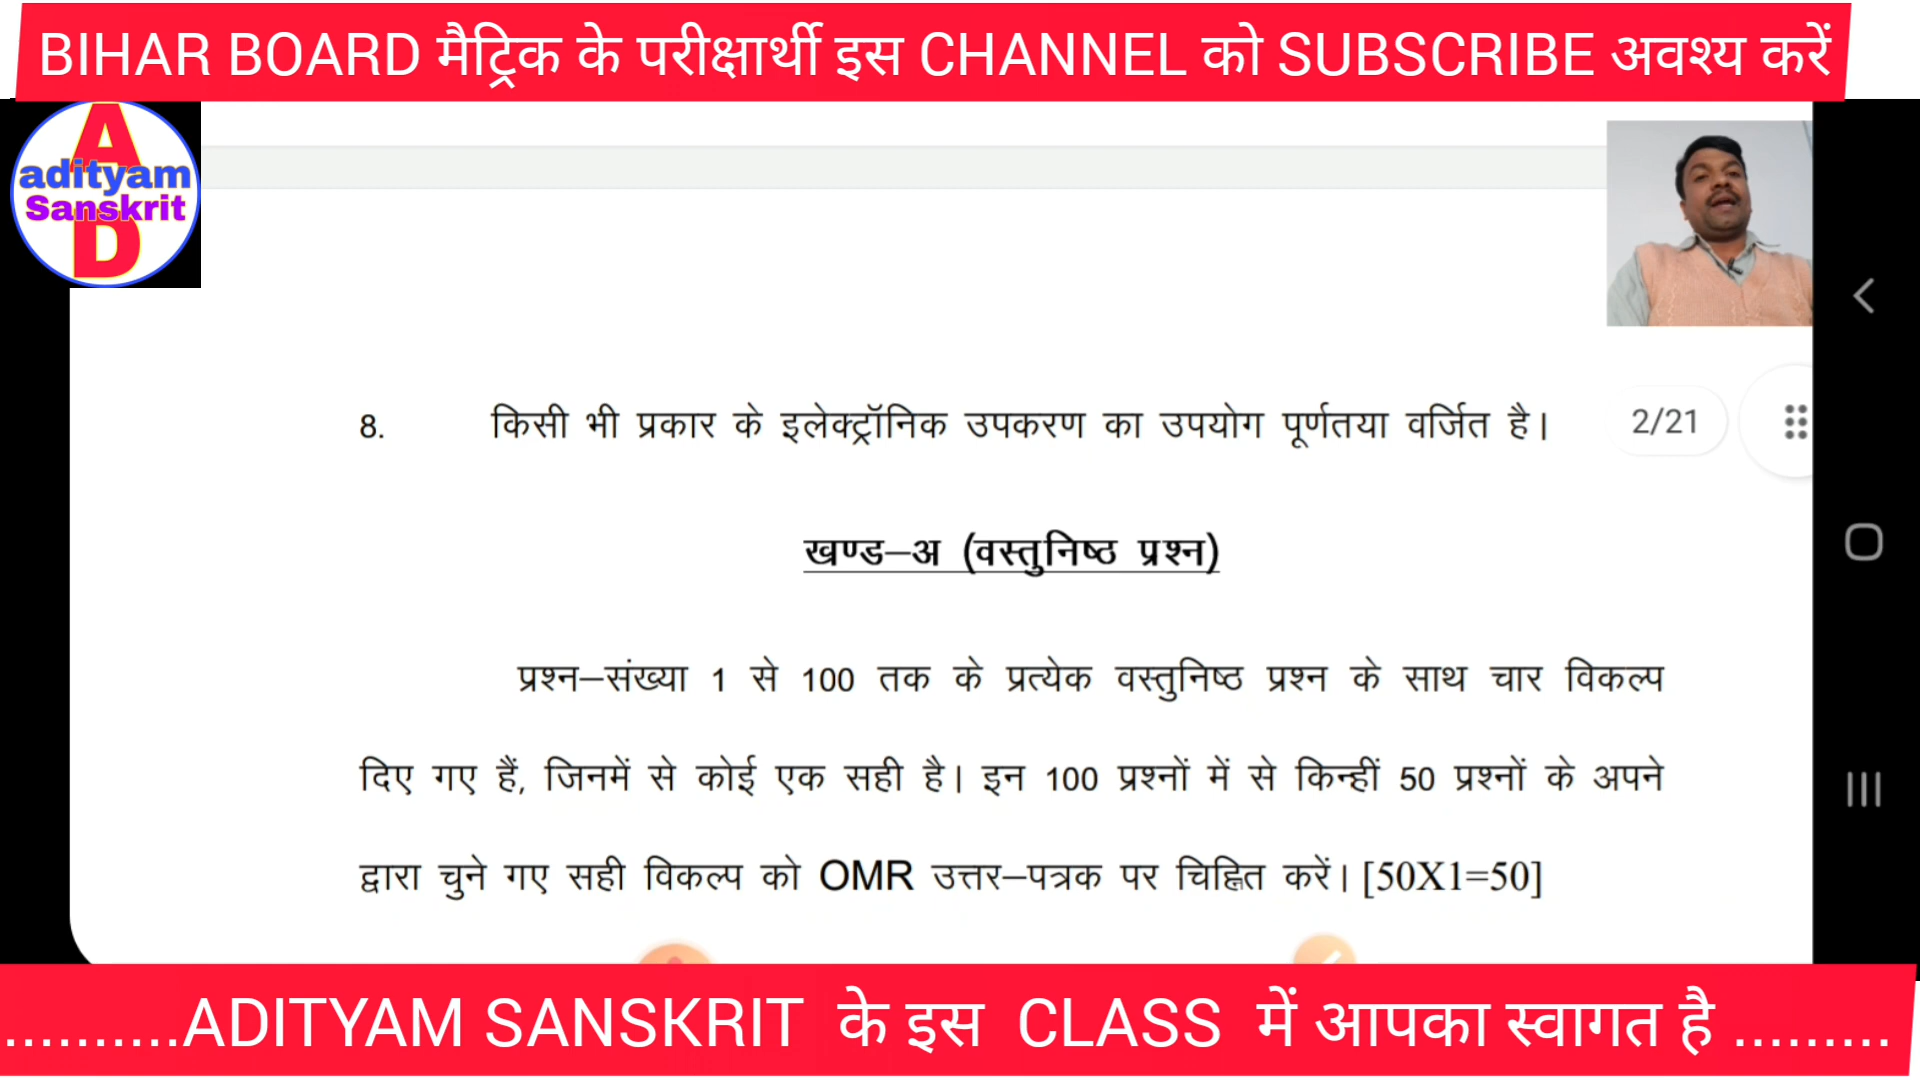 BIHAR BOARD मैट्रिक के परीक्षार्थी इस CHANNEL को SUBSCRIBE अवश्य करें
A
adityam
Sanskrit
D
8. किसी भी प्रकार के इलेक्ट्रॉनिक उपकरण का उपयोग पूर्णतया वर्जित है।
2/21
खण्ड–अ (वस्तुनिष्ठ प्रश्न)
प्रश्न–संख्या 1 से 100 तक के प्रत्येक वस्तुनिष्ठ प्रश्न के साथ चार विकल्प
दिए गए हैं, जिनमें से कोई एक सही है। इन 100 प्रश्नों में से किन्हीं 50 प्रश्नों के अपने
द्वारा चुने गए सही विकल्प को OMR उत्तर–पत्रक पर चिह्नित करें। [50X1=50]
..........ADITYAM SANSKRIT के इस CLASS में आपका स्वागत है .........